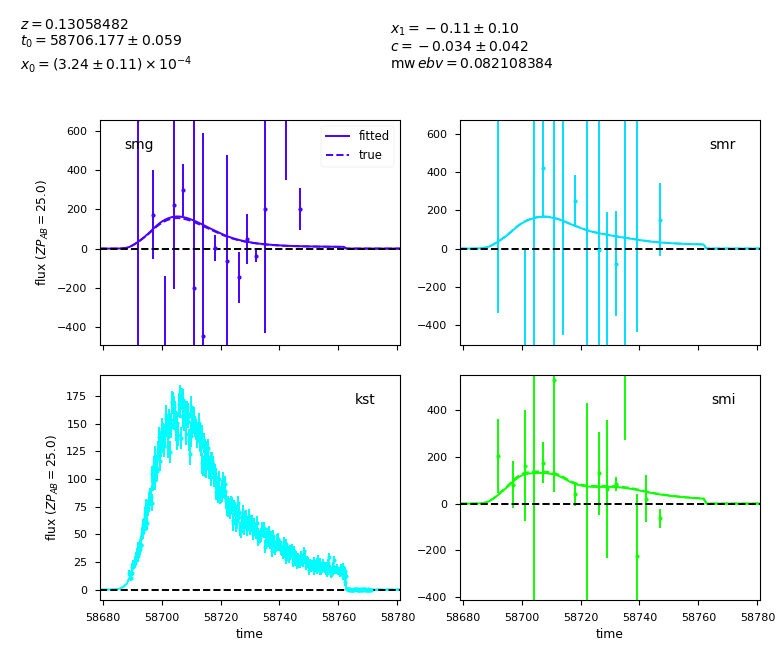 z = 0.13058482
t₀ = 58706.177 ± 0.059
x₀ = (3.24 ± 0.11) × 10⁻⁴
x₁ = −0.11 ± 0.10
c = −0.034 ± 0.042
mw ebv = 0.082108384
smg
fitted
true
600
400
200
0
−200
−400
flux (ZP_AB = 25.0)
smr
600
400
200
0
−200
−400
kst
175
150
125
100
75
50
25
0
flux (ZP_AB = 25.0)
58680 58700 58720 58740 58760 58780
time
smi
400
200
0
−200
−400
58680 58700 58720 58740 58760 58780
time